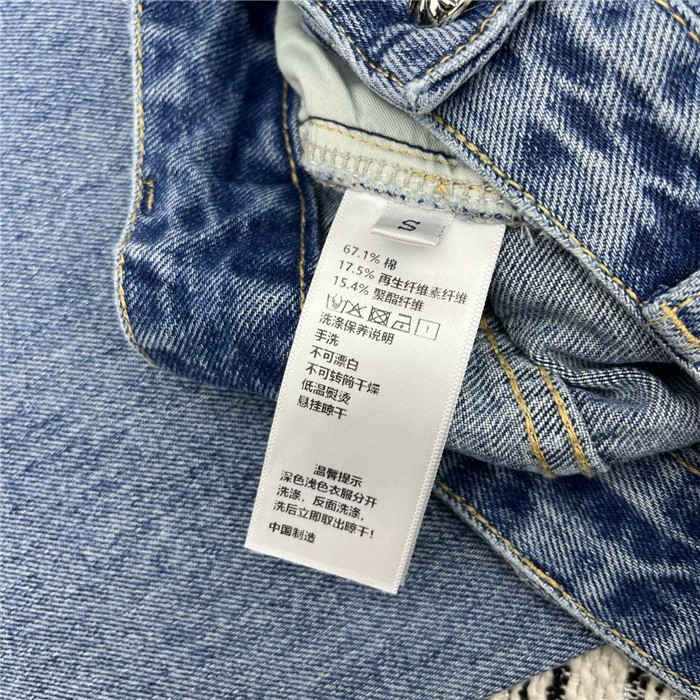 S
67.1% 棉
17.5% 再生纤维素纤维
15.4% 聚酯纤维
洗涤保养说明
手洗
不可漂白
不可转筒干燥
低温熨烫
悬挂晾干
温馨提示
深色浅色衣服分开
洗涤，反面洗涤，
洗后立即取出晾干！
中国制造